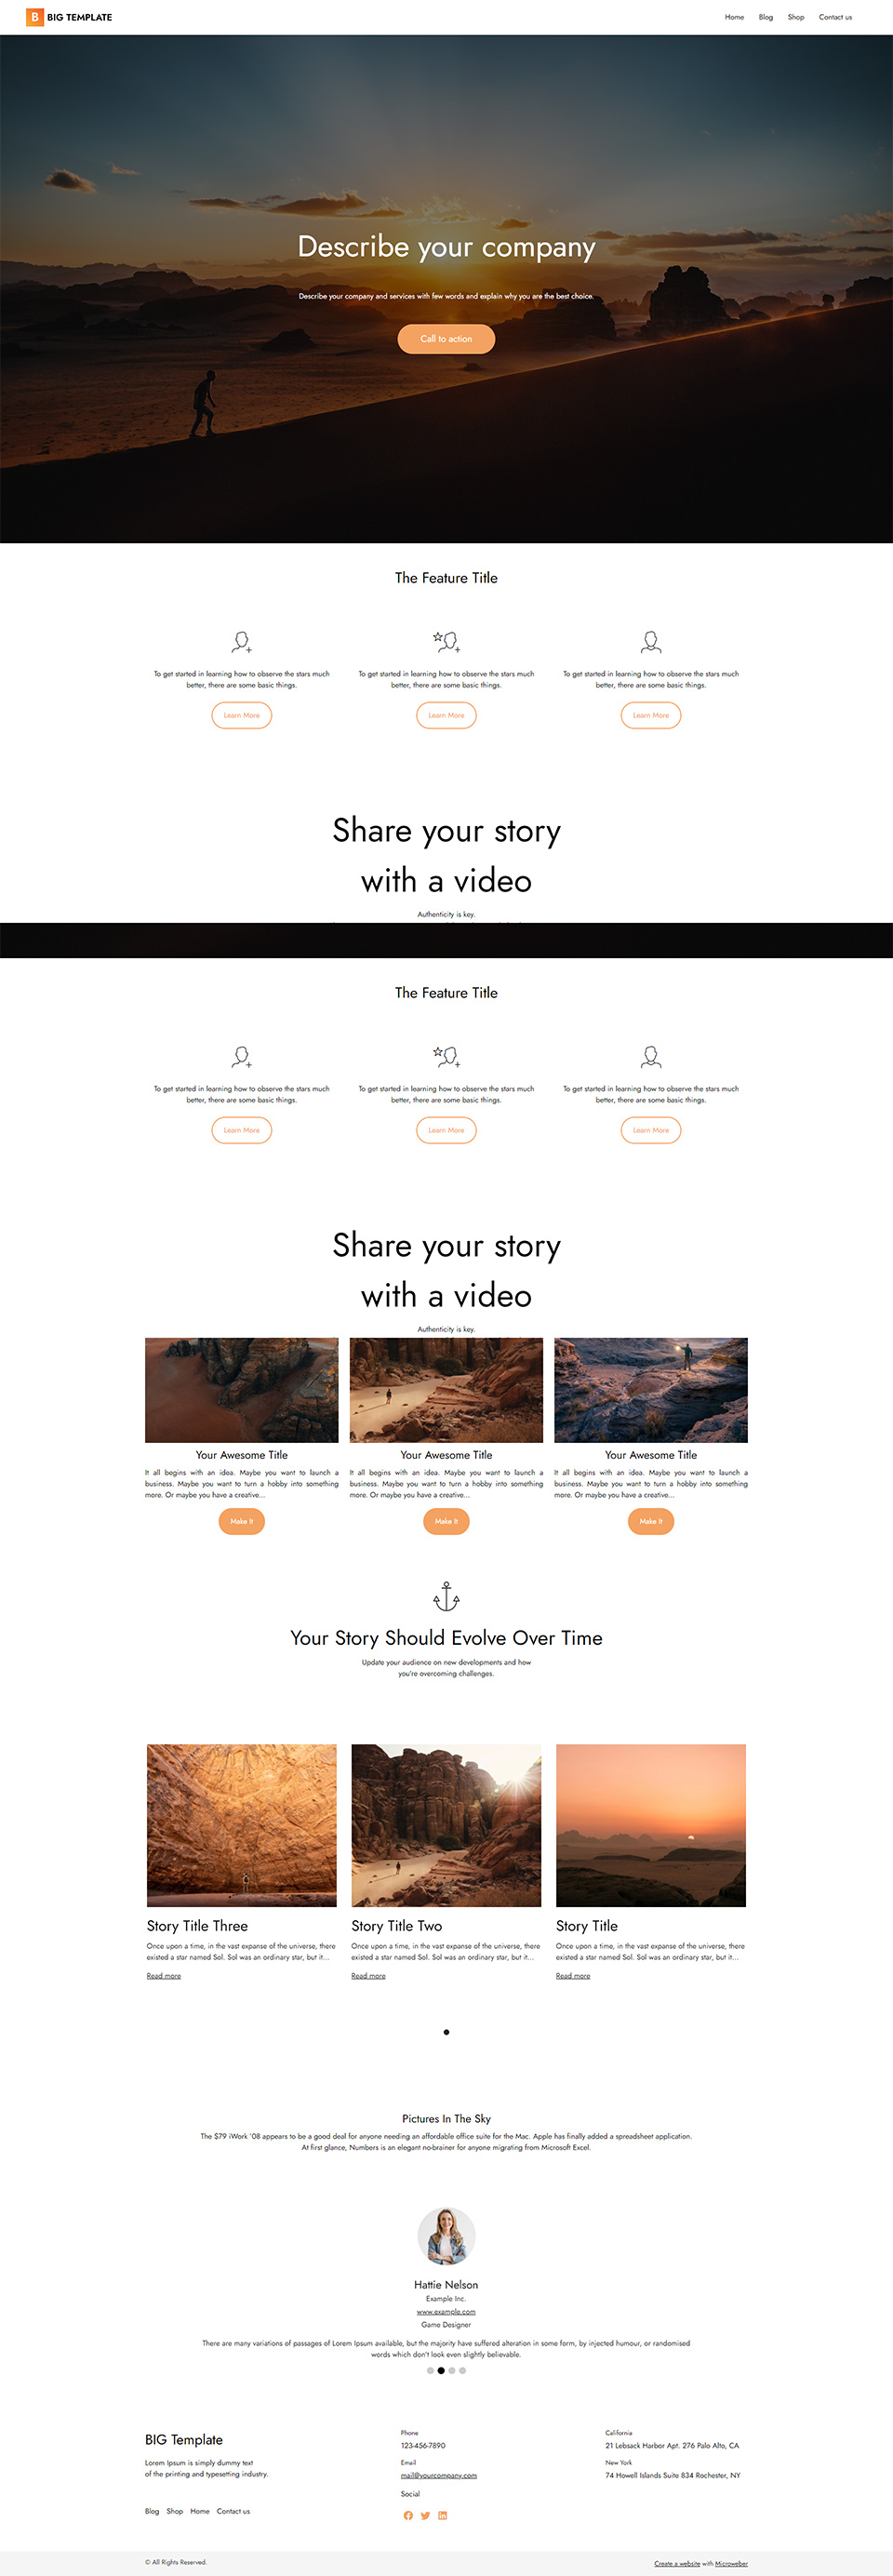 B BIG TEMPLATE
Home Blog Shop Contact us
Describe your company
Describe your company and services with few words and explain why you are the best choice.
Call to action
The Feature Title
To get started in learning how to observe the stars much
better, there are some basic things.
Learn More
To get started in learning how to observe the stars much
better, there are some basic things.
Learn More
To get started in learning how to observe the stars much
better, there are some basic things.
Learn More
Share your story
with a video
Authenticity is key.
The Feature Title
To get started in learning how to observe the stars much
better, there are some basic things.
Learn More
To get started in learning how to observe the stars much
better, there are some basic things.
Learn More
To get started in learning how to observe the stars much
better, there are some basic things.
Learn More
Share your story
with a video
Authenticity is key.
Your Awesome Title
It all begins with an idea. Maybe you want to launch a
business. Maybe you want to turn a hobby into something
more. Or maybe you have a creative...
Make It
Your Awesome Title
It all begins with an idea. Maybe you want to launch a
business. Maybe you want to turn a hobby into something
more. Or maybe you have a creative...
Make It
Your Awesome Title
It all begins with an idea. Maybe you want to launch a
business. Maybe you want to turn a hobby into something
more. Or maybe you have a creative...
Make It
Your Story Should Evolve Over Time
Update your audience on new developments and how
you're overcoming challenges.
Story Title Three
Once upon a time, in the vast expanse of the universe, there
existed a star named Sol. Sol was an ordinary star, but it...
Read more
Story Title Two
Once upon a time, in the vast expanse of the universe, there
existed a star named Sol. Sol was an ordinary star, but it...
Read more
Story Title
Once upon a time, in the vast expanse of the universe, there
existed a star named Sol. Sol was an ordinary star, but it...
Read more
Pictures In The Sky
The $79 iWork '08 appears to be a good deal for anyone needing an affordable office suite for the Mac. Apple has finally added a spreadsheet application.
At first glance, Numbers is an elegant no-brainer for anyone migrating from Microsoft Excel.
Hattie Nelson
Example Inc.
www.example.com
Game Designer
There are many variations of passages of Lorem Ipsum available, but the majority have suffered alteration in some form, by injected humour, or randomised
words which don't look even slightly believable.
BIG Template
Lorem Ipsum is simply dummy text
of the printing and typesetting industry.
Blog Shop Home Contact us
Phone
123-456-7890
Email
mail@yourcompany.com
Social
California
21 Lebsack Harbor Apt. 276 Palo Alto, CA
New York
74 Howell Islands Suite 834 Rochester, NY
© All Rights Reserved.
Create a website with Microweber